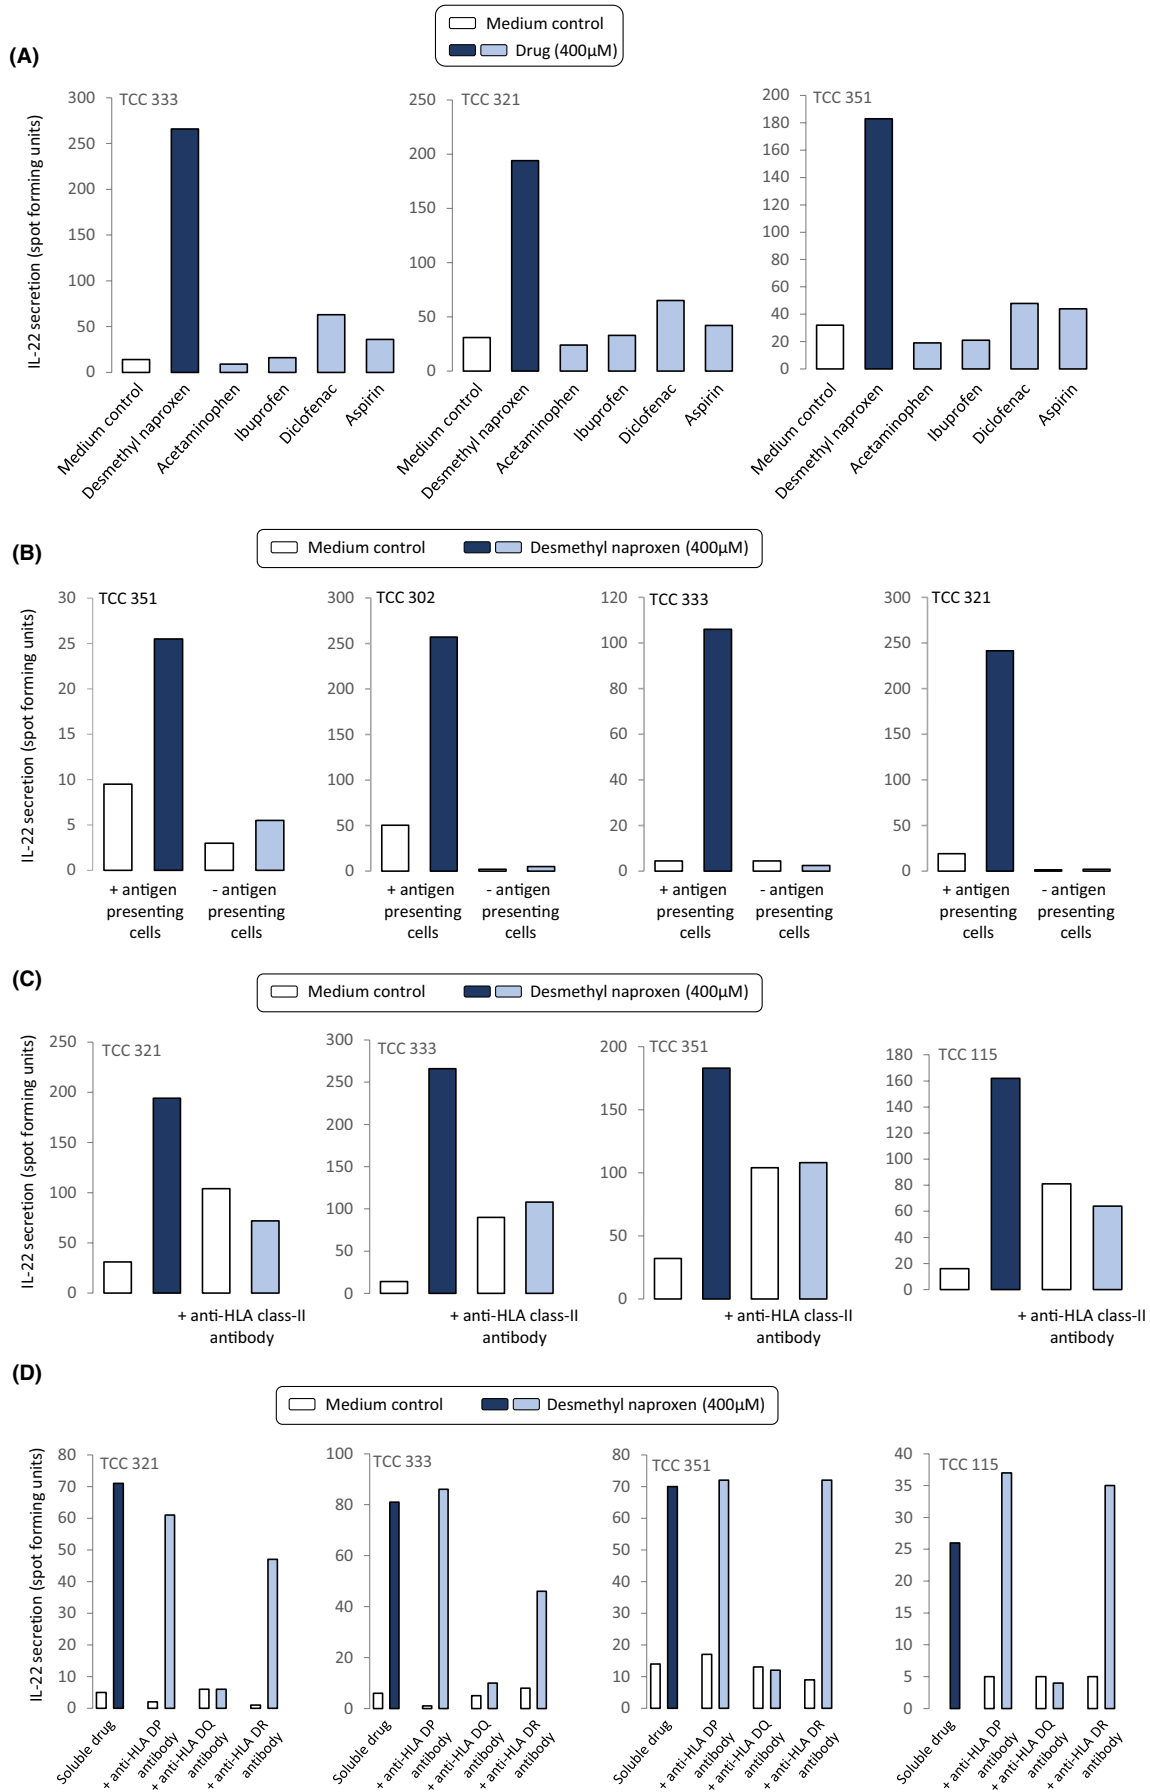 Medium control
Drug (400µM)
(A)
IL-22 secretion (spot forming units)
TCC 333
300
250
200
150
100
50
0
Medium control
Desmethyl naproxen
Acetaminophen
Ibuprofen
Diclofenac
Aspirin
TCC 321
250
200
150
100
50
0
Medium control
Desmethyl naproxen
Acetaminophen
Ibuprofen
Diclofenac
Aspirin
TCC 351
200
180
160
140
120
100
80
60
40
20
0
Medium control
Desmethyl naproxen
Acetaminophen
Ibuprofen
Diclofenac
Aspirin
(B)
Medium control
Desmethyl naproxen (400µM)
IL-22 secretion (spot forming units)
TCC 351
30
25
20
15
10
5
0
+ antigen
presenting
cells
- antigen
presenting
cells
TCC 302
300
250
200
150
100
50
0
+ antigen
presenting
cells
- antigen
presenting
cells
TCC 333
120
100
80
60
40
20
0
+ antigen
presenting
cells
- antigen
presenting
cells
TCC 321
300
250
200
150
100
50
0
+ antigen
presenting
cells
- antigen
presenting
cells
(C)
Medium control
Desmethyl naproxen (400µM)
IL-22 secretion (spot forming units)
TCC 321
250
200
150
100
50
0
+ anti-HLA class-II
antibody
TCC 333
300
250
200
150
100
50
0
+ anti-HLA class-II
antibody
TCC 351
200
150
100
50
0
+ anti-HLA class-II
antibody
TCC 115
180
160
140
120
100
80
60
40
20
0
+ anti-HLA class-II
antibody
(D)
Medium control
Desmethyl naproxen (400µM)
IL-22 secretion (spot forming units)
TCC 321
80
70
60
50
40
30
20
10
0
Soluble drug
+ anti-HLA DP
antibody
+ anti-HLA DQ
antibody
+ anti-HLA DR
antibody
TCC 333
100
80
60
40
20
0
Soluble drug
+ anti-HLA DP
antibody
+ anti-HLA DQ
antibody
+ anti-HLA DR
antibody
TCC 351
80
70
60
50
40
30
20
10
0
Soluble drug
+ anti-HLA DP
antibody
+ anti-HLA DQ
antibody
+ anti-HLA DR
antibody
TCC 115
40
35
30
25
20
15
10
5
0
Soluble drug
+ anti-HLA DP
antibody
+ anti-HLA DQ
antibody
+ anti-HLA DR
antibody